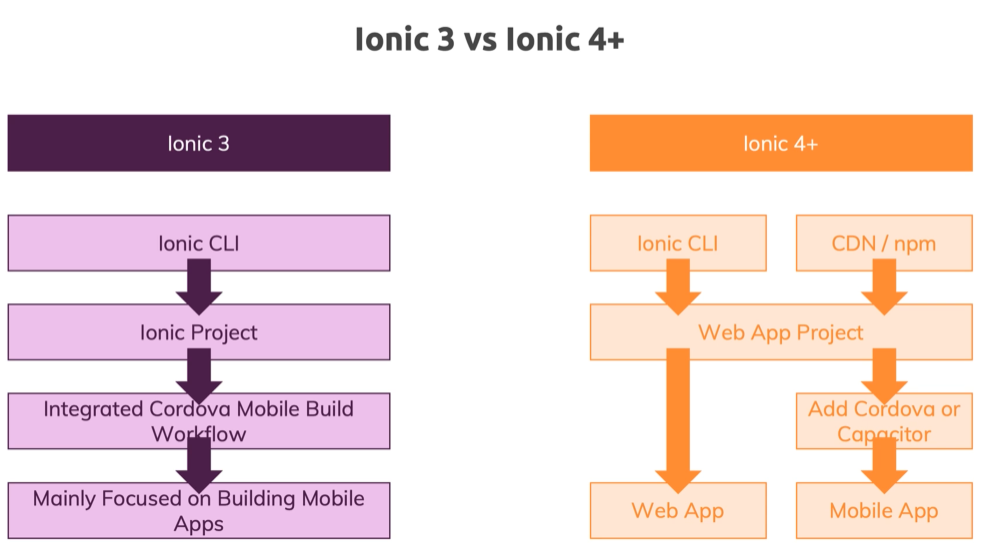 Ionic 3 vs Ionic 4+
Ionic 3
Ionic CLI
Ionic Project
Integrated Cordova Mobile Build
Workflow
Mainly Focused on Building Mobile
Apps
Ionic 4+
Ionic CLI
CDN / npm
Web App Project
Add Cordova or
Capacitor
Web App
Mobile App